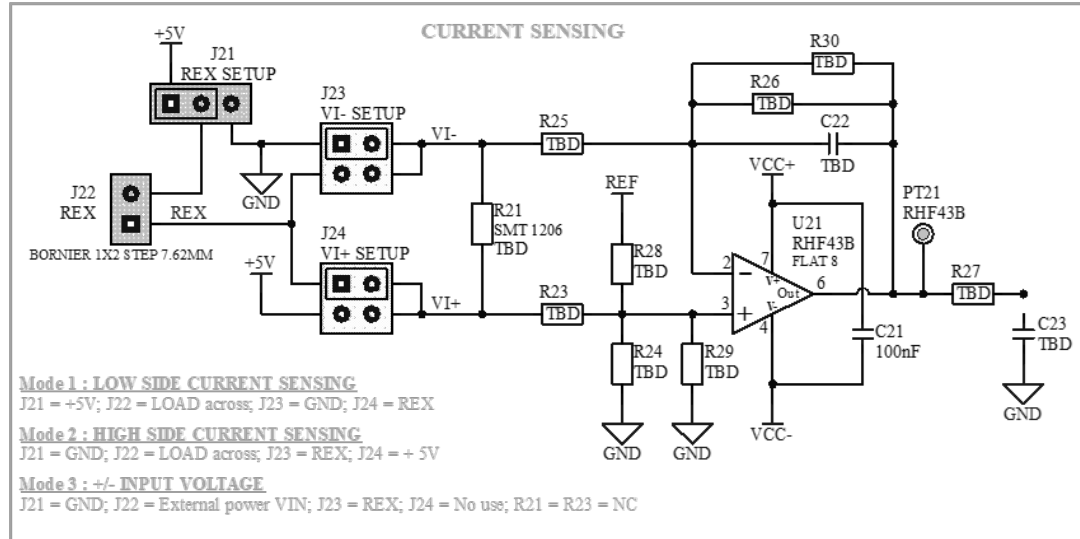 CURRENT SENSING
+5V
J21
REX SETUP
J23
VI- SETUP
VI-
R25
TBD
R30
TBD
R26
TBD
C22
TBD
J22
REX
REX
GND
BORNIER 1X2 STEP 7.62MM
R21
SMT 1206
TBD
REF
R28
TBD
VCC+
U21
RHF43B
FLAT 8
PT21
RHF43B
+5V
J24
VI+ SETUP
VI+
R23
TBD
2
3
7
V+
Out
V-
4
6
R27
TBD
R24
TBD
R29
TBD
C21
100nF
C23
TBD
GND
GND
GND
VCC-
Mode 1 : LOW SIDE CURRENT SENSING
J21 = +5V; J22 = LOAD across; J23 = GND; J24 = REX
Mode 2 : HIGH SIDE CURRENT SENSING
J21 = GND; J22 = LOAD across; J23 = REX; J24 = + 5V
Mode 3 : +/- INPUT VOLTAGE
J21 = GND; J22 = External power VIN; J23 = REX; J24 = No use; R21 = R23 = NC